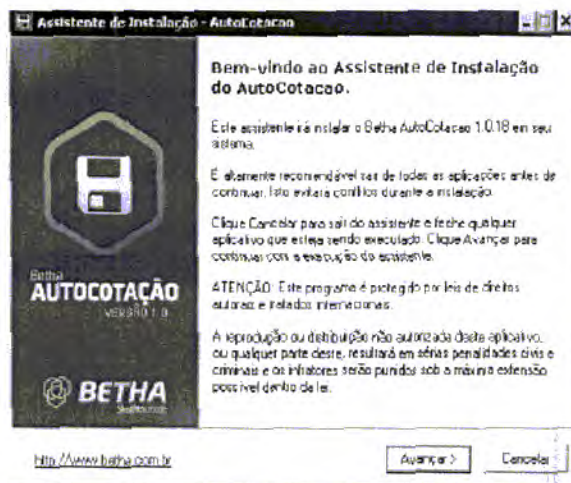 Assistente de Instalação - AutoCotacao
Bem-vindo ao Assistente de Instalação
do AutoCotacao.
Este assistente irá instalar o Betha AutoCotacao 1.0.18 em seu
sistema.
É altamente recomendável sair de todas as aplicações antes de
continuar. Isto evitará conflitos durante a instalação.
Clique Cancelar para sair do assistente e feche qualquer
aplicativo que esteja sendo executado. Clique Avançar para
continuar com a execução do assistente.
ATENÇÃO: Este programa é protegido por leis de direitos
autorais e tratados internacionais.
A reprodução ou distribuição não autorizada deste aplicativo,
ou qualquer parte deste, resultará em sérias penalidades civis e
criminais e os infratores serão punidos sob a máxima extensão
possível dentro da lei.
Betha
AUTOCOTAÇÃO
VERSÃO 1.0
BETHA
http://www.betha.com.br
Avançar >
Cancelar